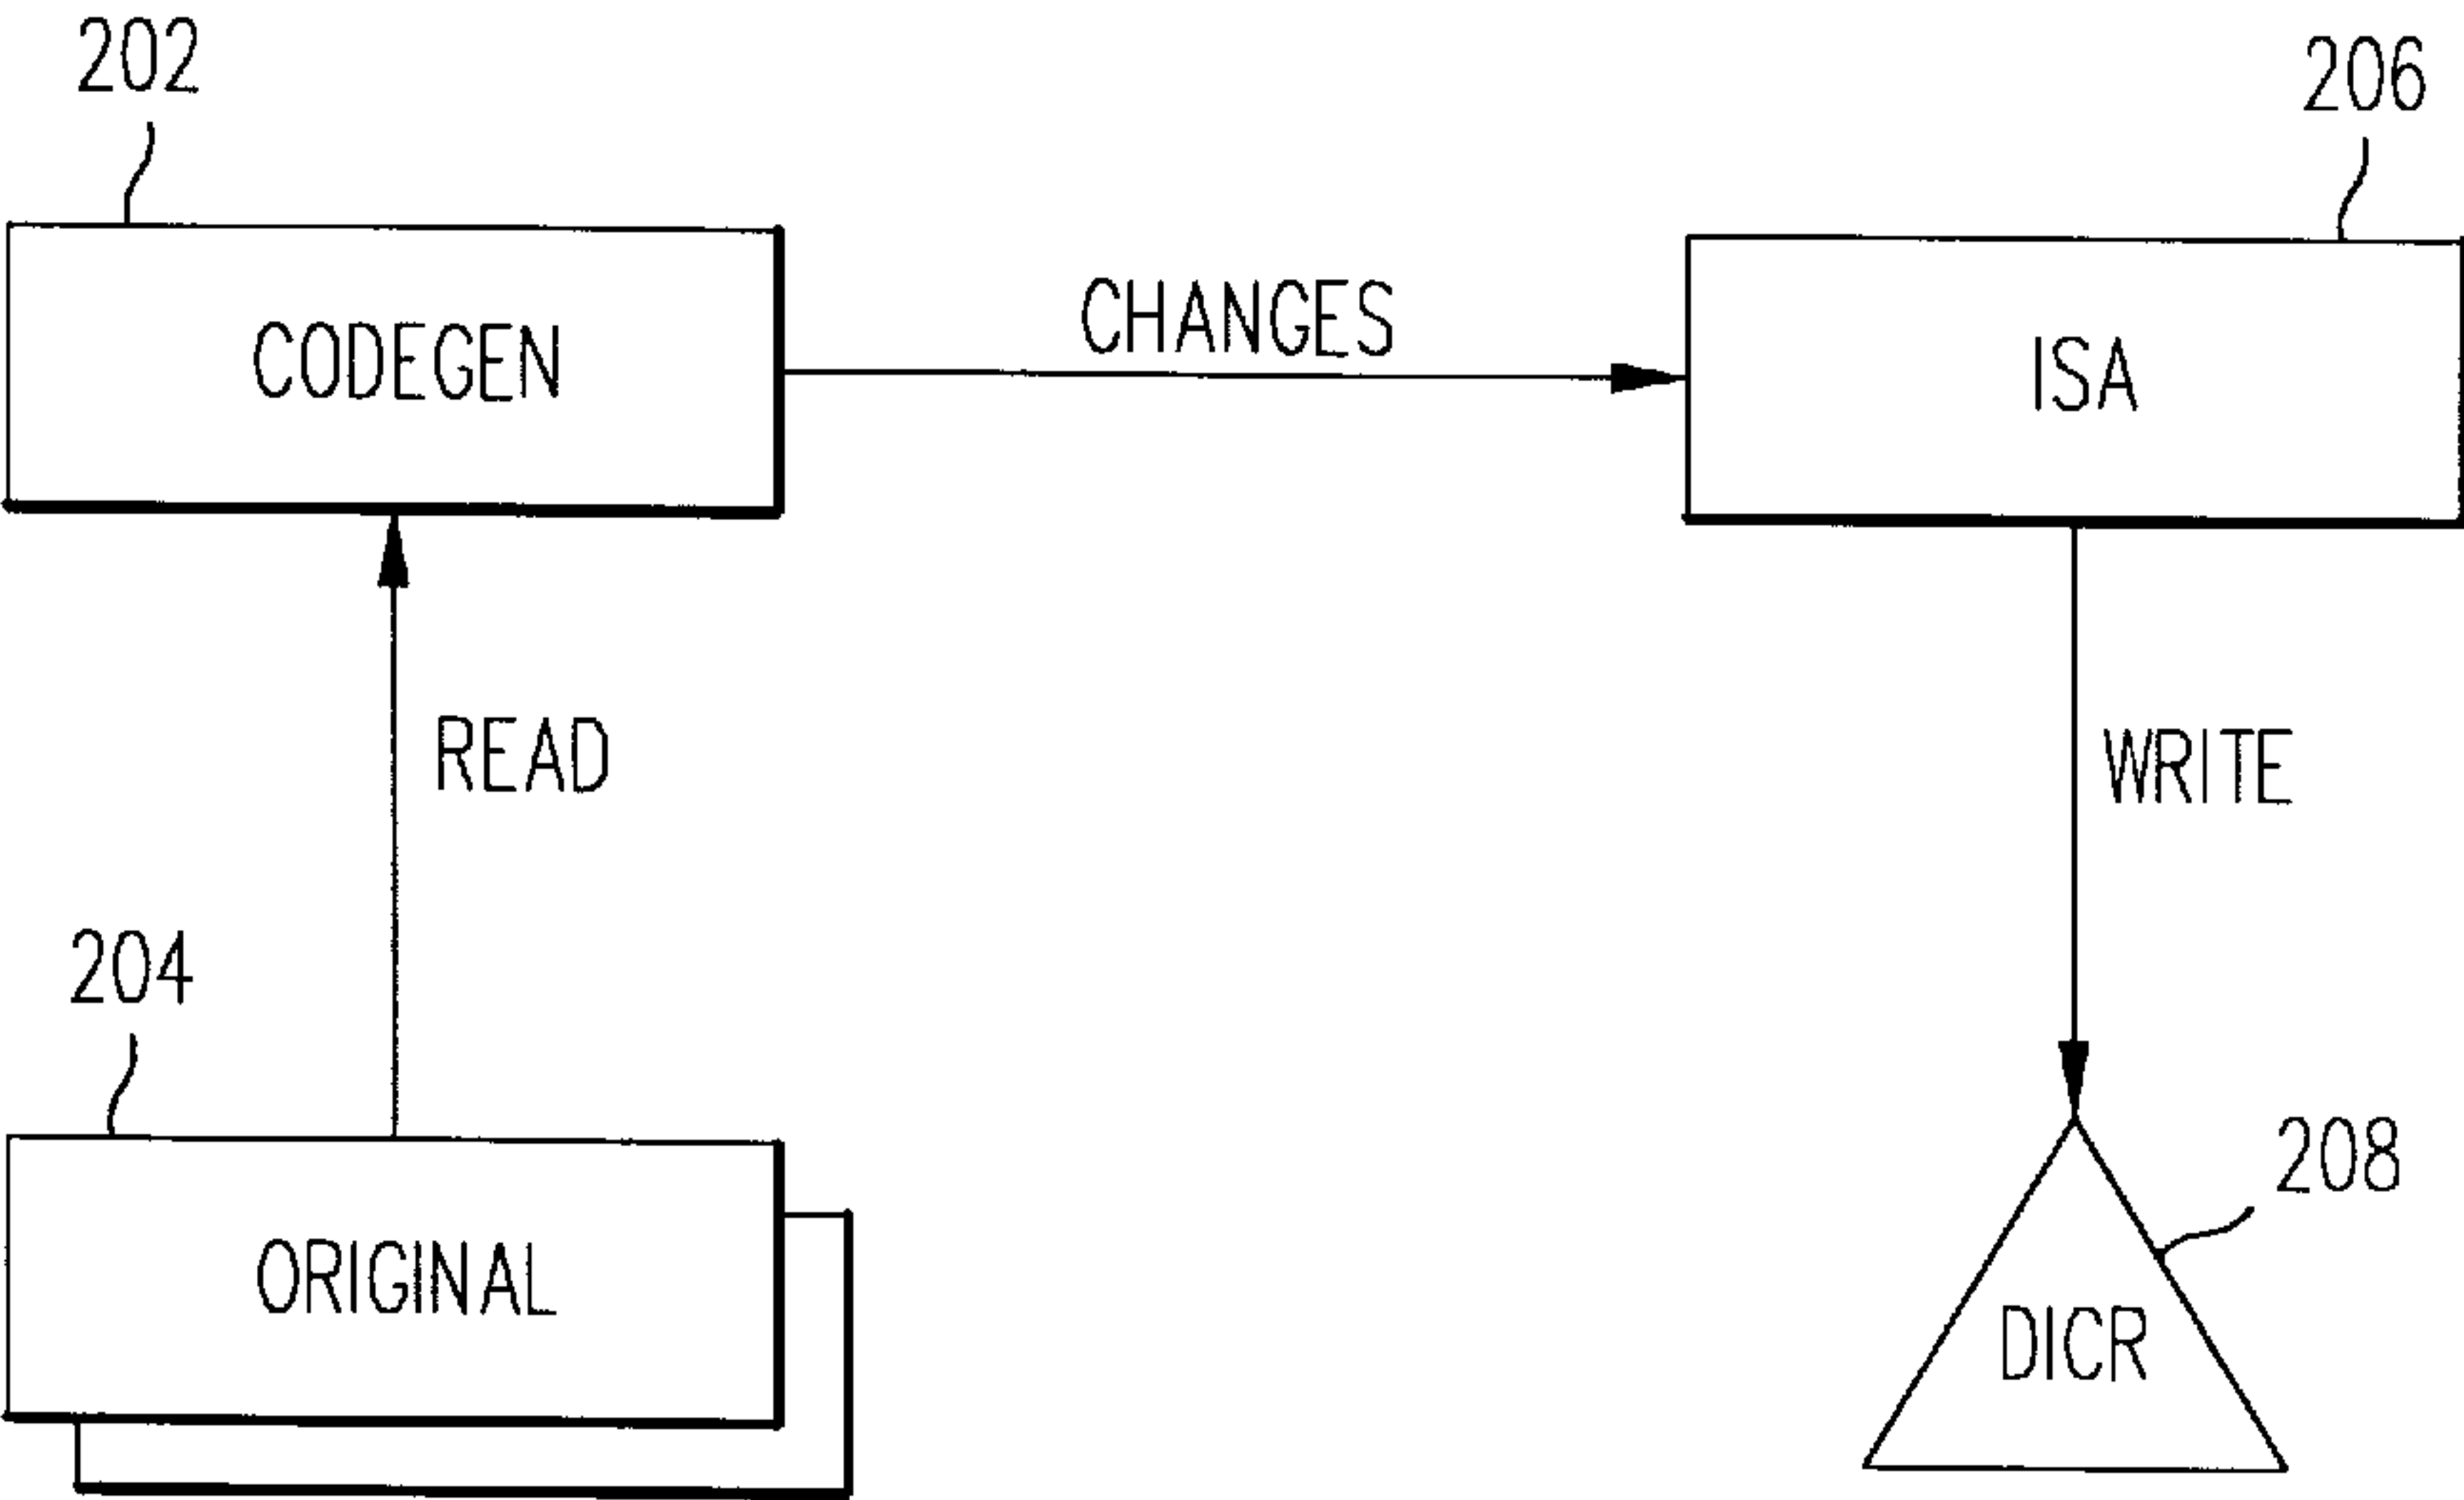 202
206
CODEGEN
CHANGES
ISA
READ
WRITE
204
208
ORIGINAL
DICR